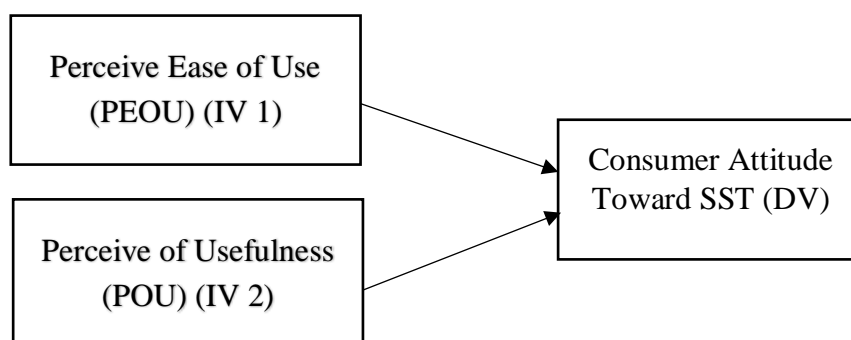 Perceive Ease of Use
(PEOU) (IV 1)
Consumer Attitude
Toward SST (DV)
Perceive of Usefulness
(POU) (IV 2)